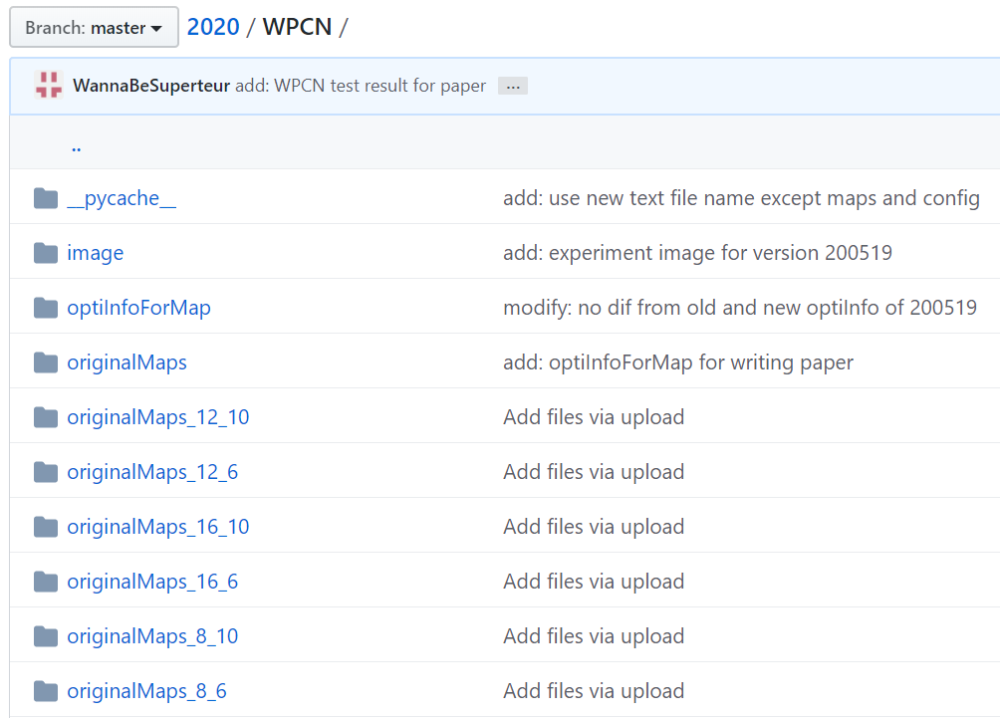 Branch: master 2020 / WPCN /
WannaBeSuperteur add: WPCN test result for paper ...
..
__pycache__ add: use new text file name except maps and config
image add: experiment image for version 200519
optiInfoForMap modify: no dif from old and new optiInfo of 200519
originalMaps add: optiInfoForMap for writing paper
originalMaps_12_10 Add files via upload
originalMaps_12_6 Add files via upload
originalMaps_16_10 Add files via upload
originalMaps_16_6 Add files via upload
originalMaps_8_10 Add files via upload
originalMaps_8_6 Add files via upload